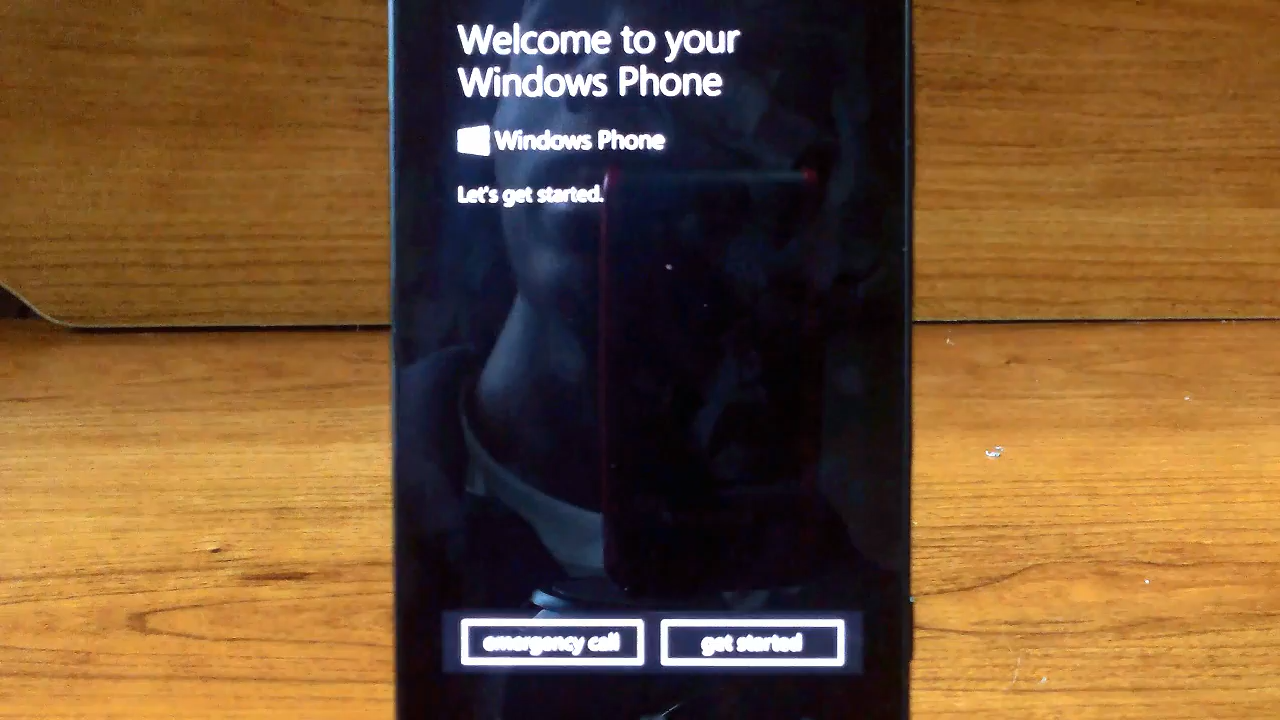 Welcome to your
Windows Phone
Windows Phone
Let's get started.
emergency call
get started